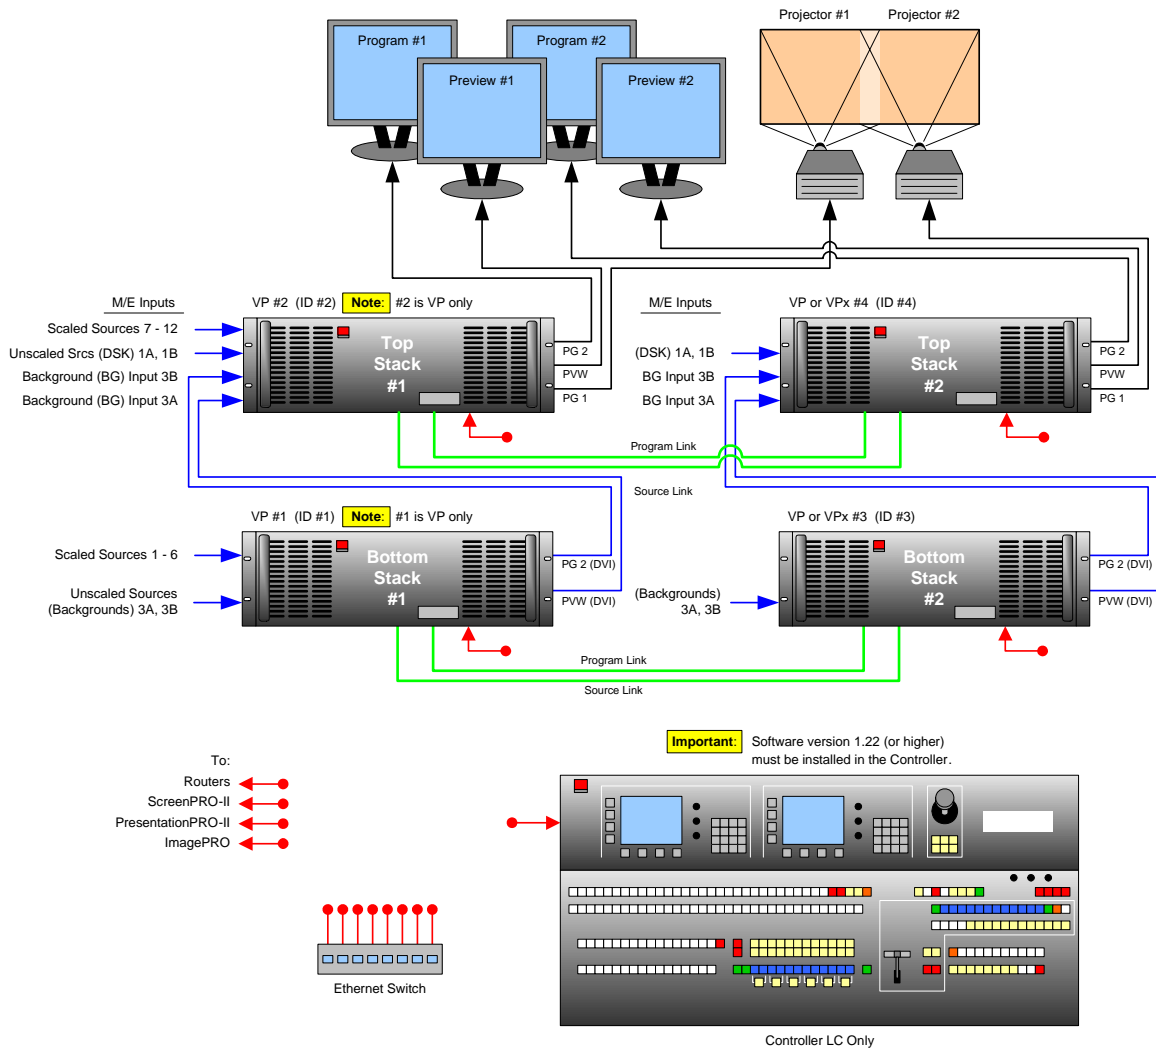 Projector #1
Projector #2
Program #1
Program #2
Preview #1
Preview #2
M/E Inputs
VP #2 (ID #2)
Note:
#2 is VP only
M/E Inputs
VP or VPx #4 (ID #4)
Scaled Sources 7 - 12
Unscaled Srcs (DSK) 1A, 1B
Background (BG) Input 3B
Background (BG) Input 3A
Top
Stack
#1
PG 2
PVW
PG 1
(DSK) 1A, 1B
BG Input 3B
BG Input 3A
Top
Stack
#2
PG 2
PVW
PG 1
Program Link
Source Link
VP #1 (ID #1)
Note:
#1 is VP only
VP or VPx #3 (ID #3)
Scaled Sources 1 - 6
Unscaled Sources
(Backgrounds) 3A, 3B
Bottom
Stack
#1
PG 2 (DVI)
PVW (DVI)
(Backgrounds)
3A, 3B
Bottom
Stack
#2
PG 2 (DVI)
PVW (DVI)
Program Link
Source Link
Important:
Software version 1.22 (or higher)
must be installed in the Controller.
To:
Routers
ScreenPRO-II
PresentationPRO-II
ImagePRO
Ethernet Switch
Controller LC Only